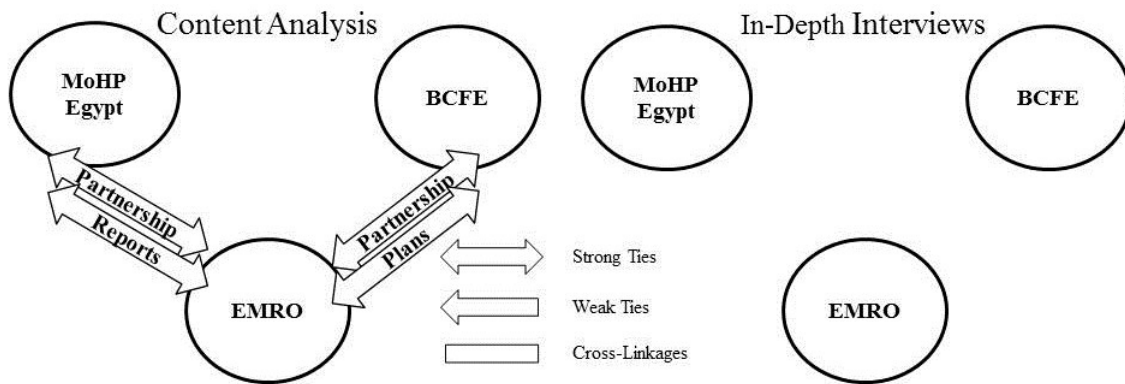 Content Analysis
In-Depth Interviews
MoHP
Egypt
BCFE
MoHP
Egypt
BCFE
Partnership
Reports
Partnership
Plans
Strong Ties
EMRO
Weak Ties
EMRO
Cross-Linkages